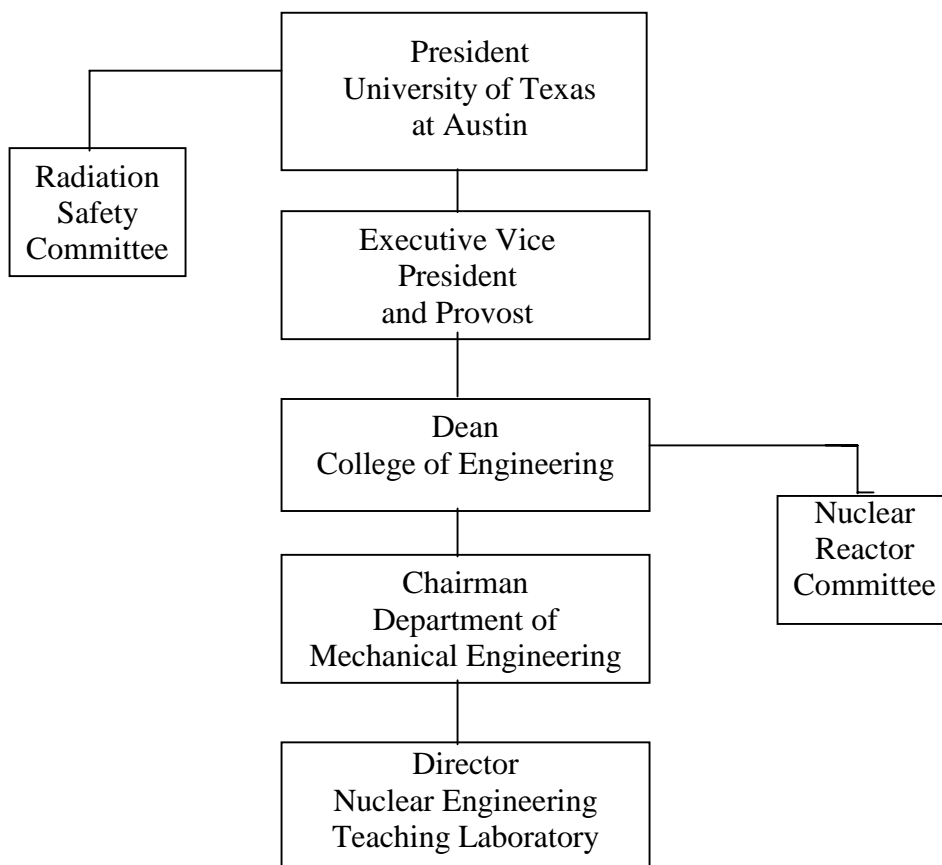 President
University of Texas
at Austin
Radiation
Safety
Committee
Executive Vice
President
and Provost
Dean
College of Engineering
Nuclear
Reactor
Committee
Chairman
Department of
Mechanical Engineering
Director
Nuclear Engineering
Teaching Laboratory